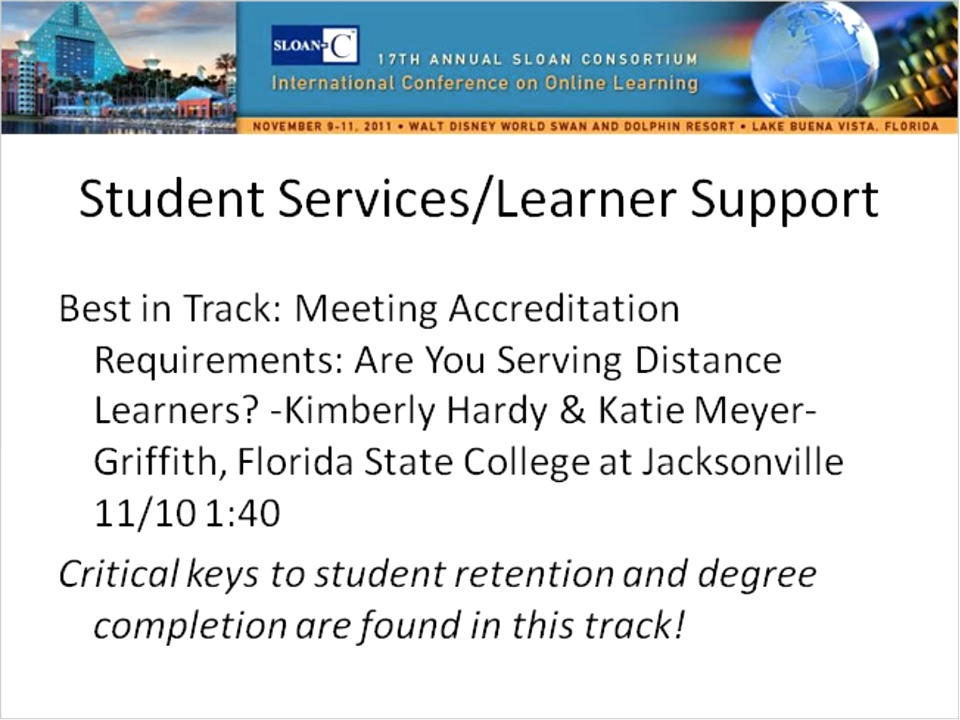 SLOAN-C
17TH ANNUAL SLOAN CONSORTIUM
International Conference on Online Learning
NOVEMBER 9-11, 2011 • WALT DISNEY WORLD SWAN AND DOLPHIN RESORT • LAKE BUENA VISTA, FLORIDA
Student Services/Learner Support
Best in Track: Meeting Accreditation
Requirements: Are You Serving Distance
Learners? -Kimberly Hardy & Katie Meyer-
Griffith, Florida State College at Jacksonville
11/10 1:40
Critical keys to student retention and degree
completion are found in this track!